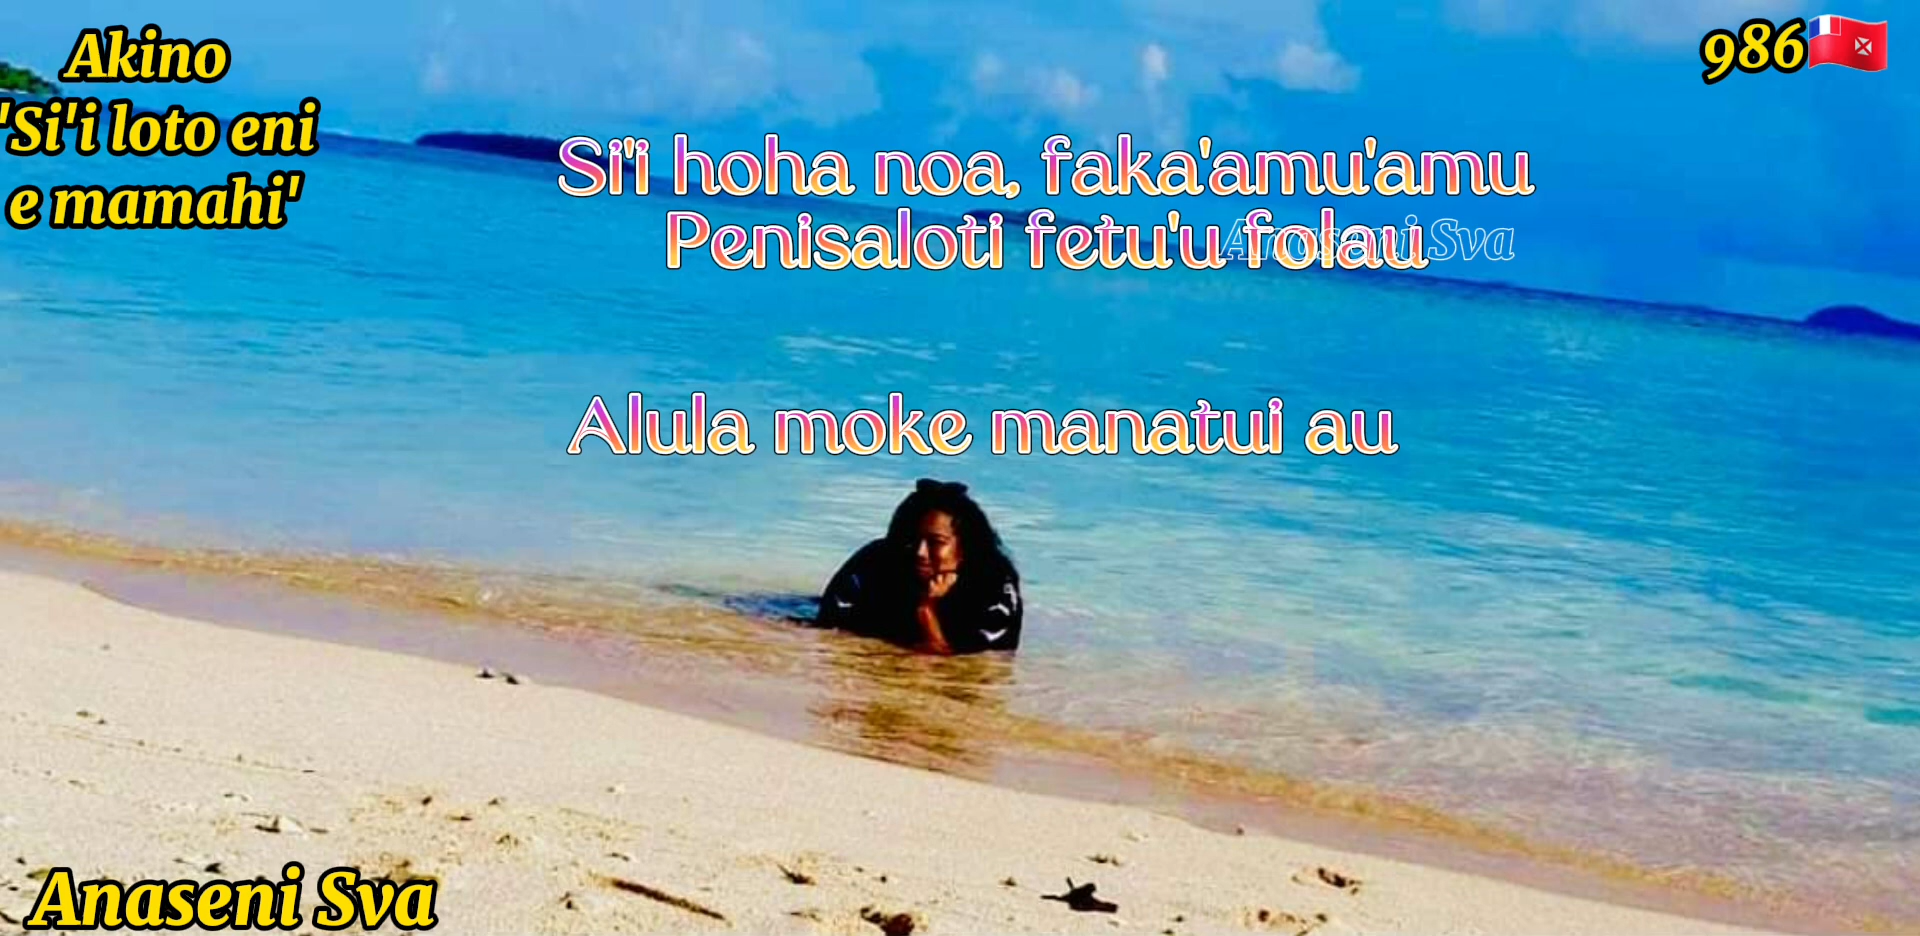 Akino
'Si'i loto eni
e mamahi'
986
Si'i hoha noa, faka'amu'amu
Penisaloti fetu'u folau
Anaseni Sva
Alula moke manatui au
Anaseni Sva